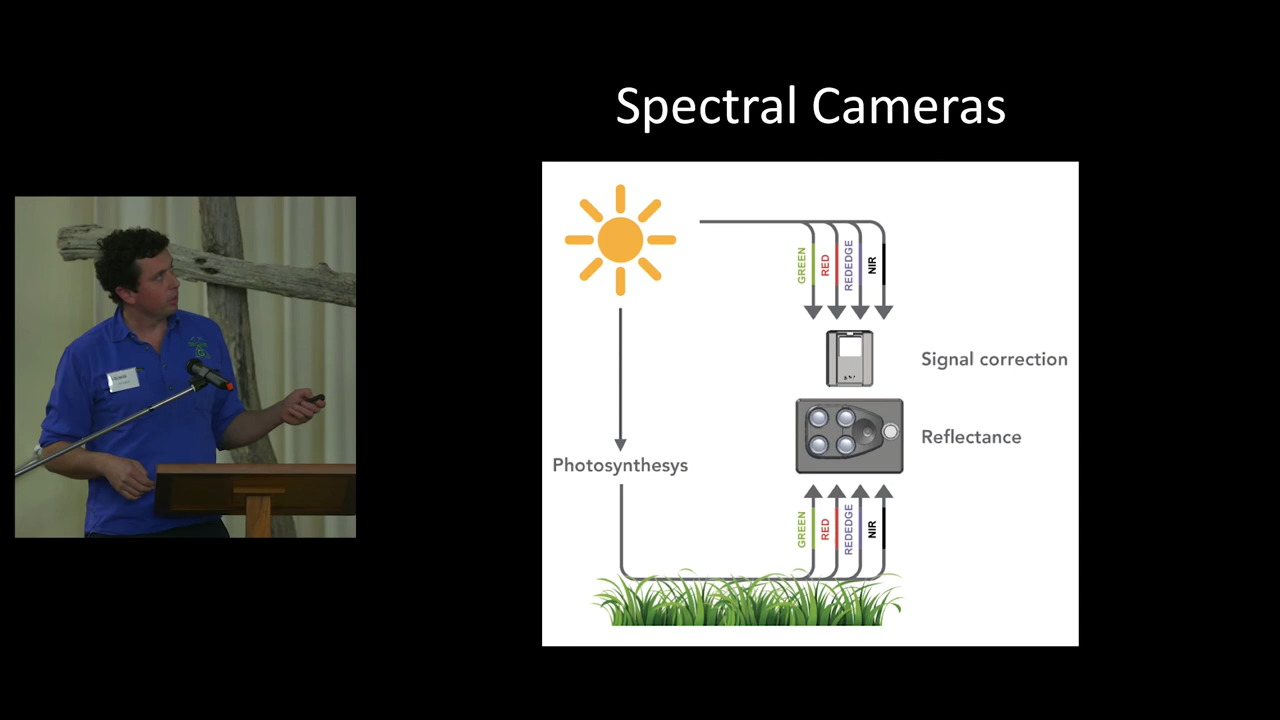 Spectral Cameras
GREEN
RED
REDEDGE
NIR
Signal correction
Reflectance
Photosynthesys
GREEN
RED
REDEDGE
NIR